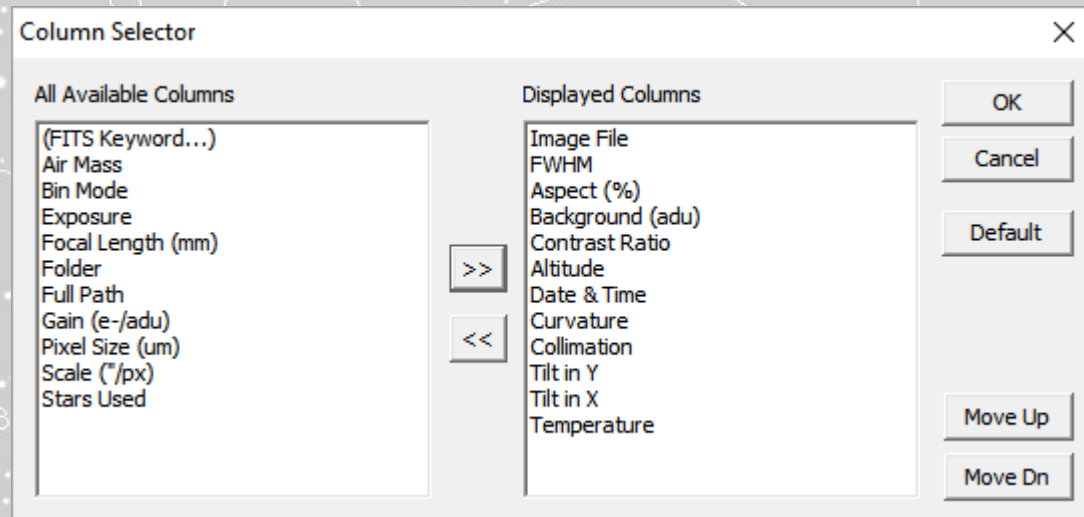 Column Selector
All Available Columns
(FITS Keyword...)
Air Mass
Bin Mode
Exposure
Focal Length (mm)
Folder
Full Path
Gain (e-/adu)
Pixel Size (um)
Scale ("/px)
Stars Used
>>
<<
Displayed Columns
Image File
FWHM
Aspect (%)
Background (adu)
Contrast Ratio
Altitude
Date & Time
Curvature
Collimation
Tilt in Y
Tilt in X
Temperature
OK
Cancel
Default
Move Up
Move Dn